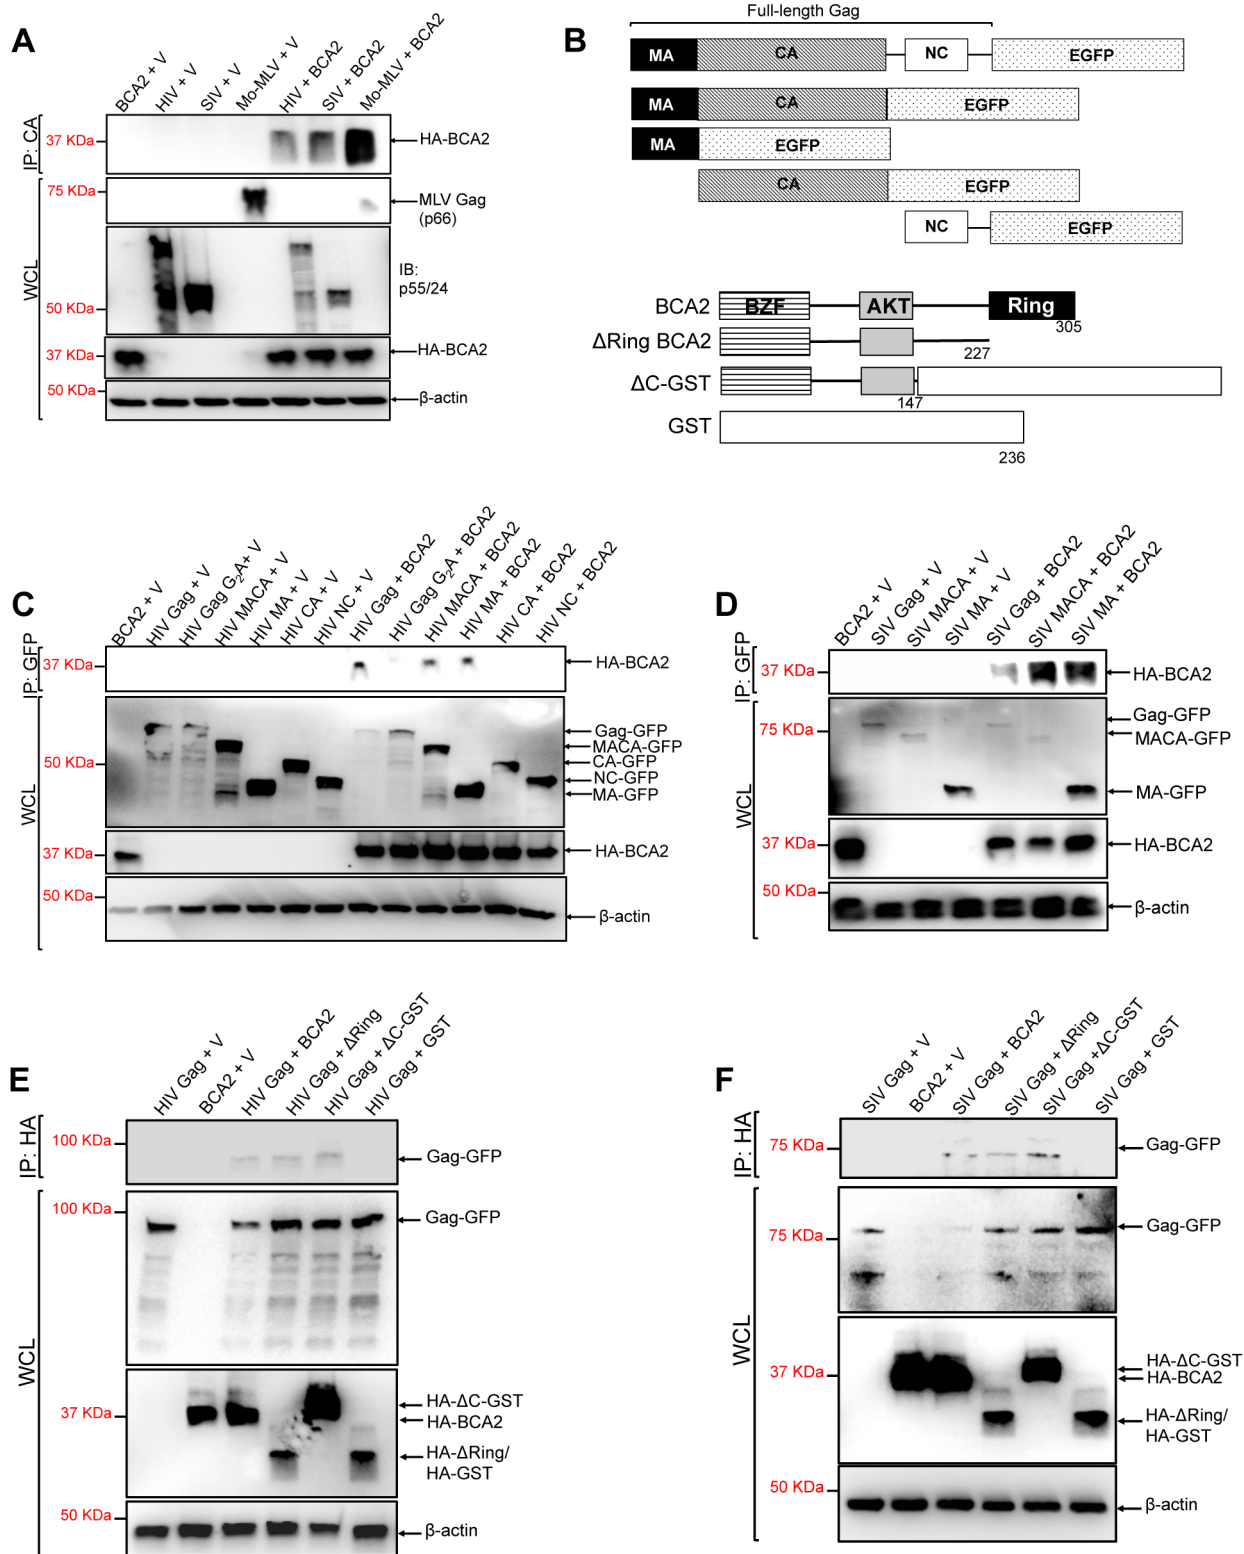 A
BCA2 + V
HIV + V
SIV + V
Mo-MLV + V
HIV + BCA2
SIV + BCA2
Mo-MLV + BCA2
IP: CA
37 KDa
HA-BCA2
WCL
75 KDa
MLV Gag
(p66)
IB:
p55/24
50 KDa
37 KDa
HA-BCA2
50 KDa
β-actin
B
Full-length Gag
MA CA NC EGFP
MA CA EGFP
MA EGFP
CA EGFP
NC EGFP
BCA2 BZF AKT Ring
305
ΔRing BCA2
227
ΔC-GST
147
GST
236
C
BCA2 + V
HIV Gag + V
HIV Gag G2A+ V
HIV MACA + V
HIV MA + V
HIV CA + V
HIV NC + V
HIV Gag + BCA2
HIV Gag G2A + BCA2
HIV MACA + BCA2
HIV MA + BCA2
HIV CA + BCA2
HIV NC + BCA2
IP: GFP
37 KDa
HA-BCA2
WCL
Gag-GFP
MACA-GFP
50 KDa
CA-GFP
NC-GFP
MA-GFP
37 KDa
HA-BCA2
50 KDa
β-actin
D
BCA2 + V
SIV Gag + V
SIV MACA + V
SIV MA + V
SIV Gag + BCA2
SIV MACA + BCA2
SIV MA + BCA2
IP: GFP
37 KDa
HA-BCA2
WCL
Gag-GFP
75 KDa
MACA-GFP
MA-GFP
37 KDa
HA-BCA2
50 KDa
β-actin
E
HIV Gag + V
BCA2 + V
HIV Gag + BCA2
HIV Gag + ΔRing
HIV Gag + ΔC-GST
HIV Gag + GST
IP: HA
100 KDa
Gag-GFP
WCL
100 KDa
Gag-GFP
HA-ΔC-GST
37 KDa
HA-BCA2
HA-ΔRing/
HA-GST
50 KDa
β-actin
F
SIV Gag + V
BCA2 + V
SIV Gag + BCA2
SIV Gag + ΔRing
SIV Gag +ΔC-GST
SIV Gag + GST
IP: HA
75 KDa
Gag-GFP
WCL
Gag-GFP
75 KDa
HA-ΔC-GST
37 KDa
HA-BCA2
HA-ΔRing/
HA-GST
50 KDa
β-actin